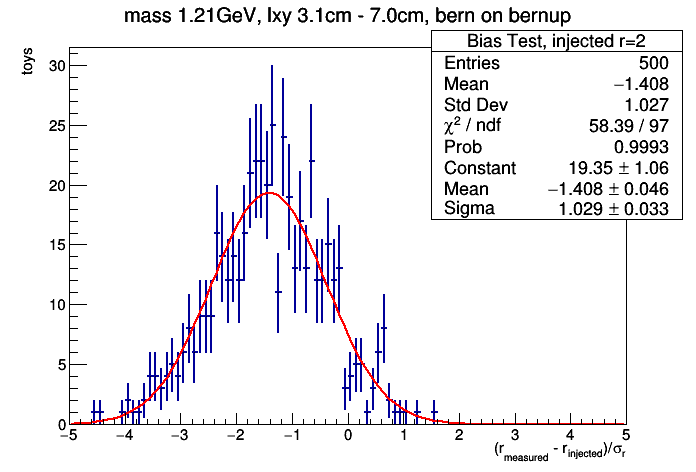 mass 1.21GeV, lxy 3.1cm - 7.0cm, bern on bernup
Bias Test, injected r=2
Entries 500
Mean −1.408
Std Dev 1.027
χ² / ndf 58.39 / 97
Prob 0.9993
Constant 19.35 ± 1.06
Mean −1.408 ± 0.046
Sigma 1.029 ± 0.033
toys
30
25
20
15
10
5
0
−5 −4 −3 −2 −1 0 1 2 3 4 5
(r_measured - r_injected)/σ_r